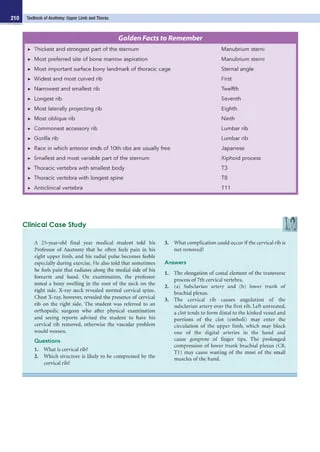 210 Textbook of Anatomy: Upper Limb and Thorax
Golden Facts to Remember
▸ Thickest and strongest part of the sternum Manubrium sterni
▸ Most preferred site of bone marrow aspiration Manubrium sterni
▸ Most important surface bony landmark of thoracic cage Sternal angle
▸ Widest and most curved rib First
▸ Narrowest and smallest rib Twelfth
▸ Longest rib Seventh
▸ Most laterally projecting rib Eighth
▸ Most oblique rib Ninth
▸ Commonest accessory rib Lumbar rib
▸ Gorilla rib Lumbar rib
▸ Race in which anterior ends of 10th ribs are usually free Japanese
▸ Smallest and most variable part of the sternum Xiphoid process
▸ Thoracic vertebra with smallest body T3
▸ Thoracic vertebra with longest spine T8
▸ Anticlinical vertebra T11
Clinical Case Study
A 25-year-old final year medical student told his
Professor of Anatomy that he often feels pain in his
right upper limb, and his radial pulse becomes feeble
especially during exercise. He also told that sometimes
he feels pain that radiates along the medial side of his
forearm and hand. On examination, the professor
noted a bony swelling in the root of the neck on the
right side. X-ray neck revealed normal cervical spine.
Chest X-ray, however, revealed the presence of cervical
rib on the right side. The student was referred to an
orthopedic surgeon who after physical examination
and seeing reports advised the student to have his
cervical rib removed, otherwise the vascular problem
would worsen.
Questions
1. What is cervical rib?
2. Which structure is likely to be compressed by the
cervical rib?
3. What complication could occur if the cervical rib is
not removed?
Answers
1. The elongation of costal element of the transverse
process of 7th cervical vertebra.
2. (a) Subclavian artery and (b) lower trunk of
brachial plexus.
3. The cervical rib causes angulation of the
subclavian artery over the first rib. Left untreated,
a clot tends to form distal to the kinked vessel and
portions of the clot (emboli) may enter the
circulation of the upper limb, which may block
one of the digital arteries in the hand and
cause gangrene of finger tips. The prolonged
compression of lower trunk brachial plexus (C8,
T1) may cause wasting of the most of the small
muscles of the hand.